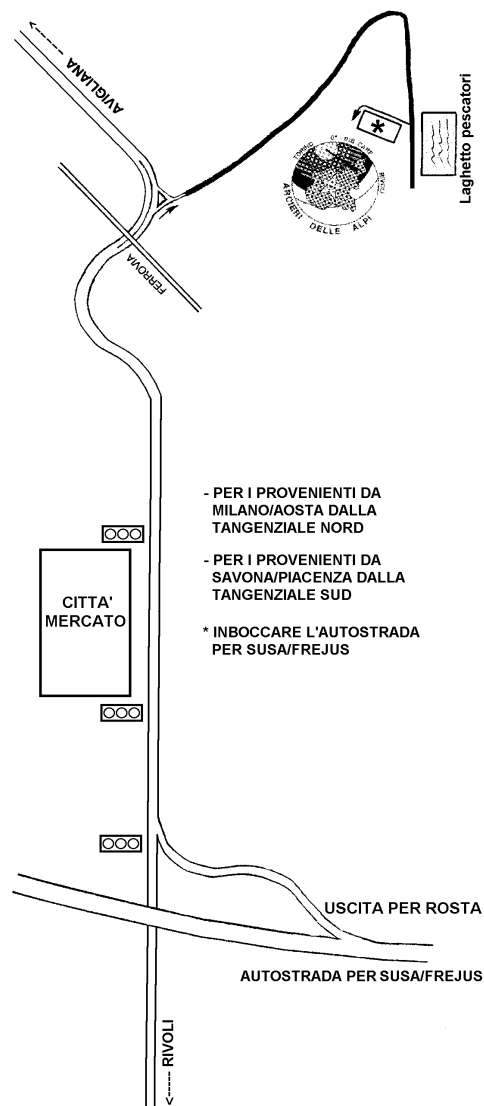 <----- AVIGLIANA
Laghetto pescatori
*
TORINO
ARCIERI DELLE ALPI
FERROVIA
- PER I PROVENIENTI DA
MILANO/AOSTA DALLA
TANGENZIALE NORD
- PER I PROVENIENTI DA
SAVONA/PIACENZA DALLA
TANGENZIALE SUD
* INBOCCARE L'AUTOSTRADA
PER SUSA/FREJUS
CITTA'
MERCATO
USCITA PER ROSTA
AUTOSTRADA PER SUSA/FREJUS
<----- RIVOLI